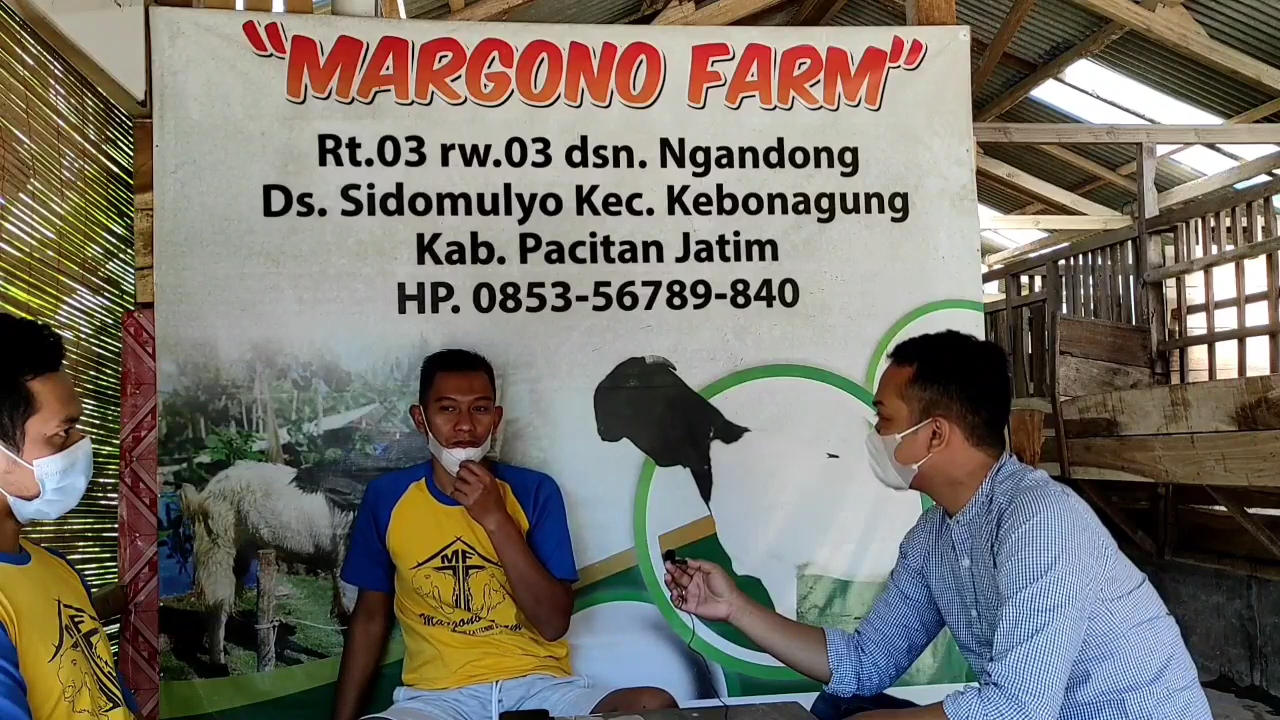 "MARGONO FARM"
Rt.03 rw.03 dsn. Ngandong
Ds. Sidomulyo Kec. Kebonagung
Kab. Pacitan Jatim
HP. 0853-56789-840
MF
Margono